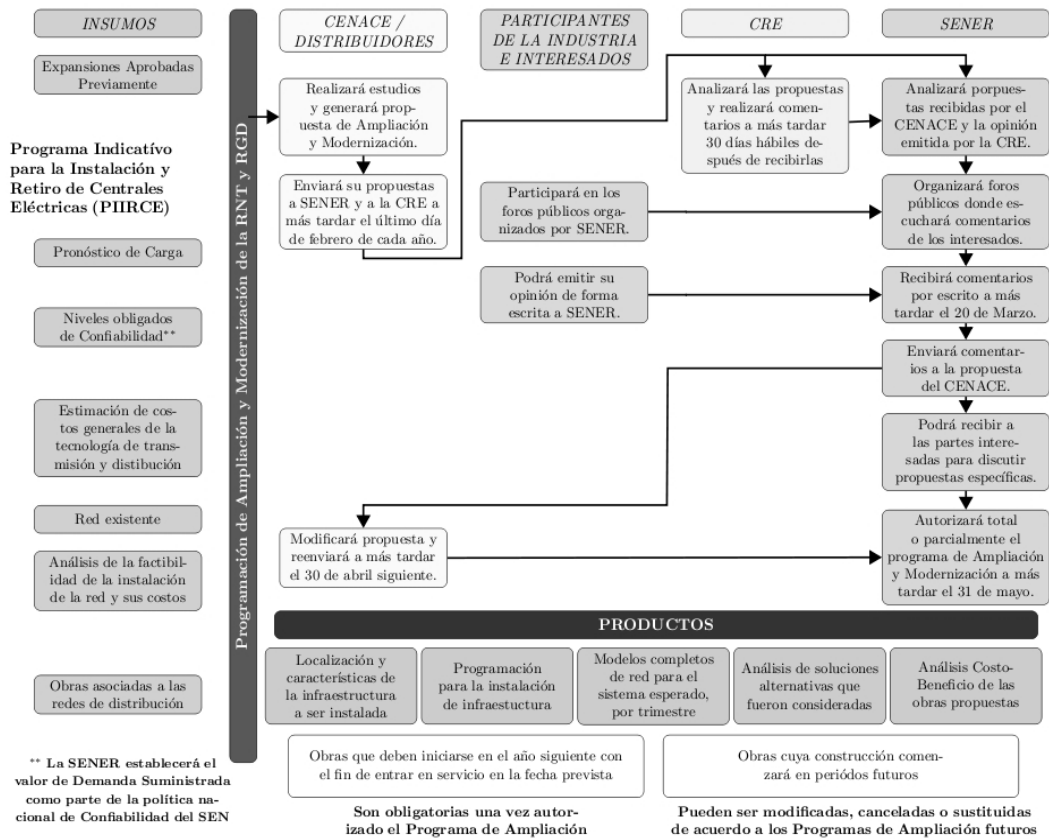 INSUMOS
Expansiones Aprobadas
Previamente
Programa Indicatívo
para la Instalación y
Retiro de Centrales
Eléctricas (PIIRCE)
Pronóstico de Carga
Niveles obligados
de Confiabilidad**
Estimación de cos-
tos generales de la
tecnología de trans-
misión y distibución
Red existente
Análisis de la factibi-
lidad de la instalación
de la red y sus costos
Obras asociadas a las
redes de distribución
** La SENER establecerá el
valor de Demanda Suministrada
como parte de la política na-
cional de Confiabilidad del SEN
Programación de Ampliación y Modernización de la RNT y RGD
CENACE /
DISTRIBUIDORES
Realizará estudios
y generará prop-
uesta de Ampliación
y Modernización.
Enviará su propuestas
a SENER y a la CRE a
más tardar el último día
de febrero de cada año.
Modificará propuesta y
reenviará a más tardar
el 30 de abril siguiente.
PARTICIPANTES
DE LA INDUSTRIA
E INTERESADOS
Participará en los
foros públicos orga-
nizados por SENER.
Podrá emitir su
opinión de forma
escrita a SENER.
CRE
Analizará las propuestas
y realizará comen-
tarios a más tardar
30 días hábiles de-
spués de recibirlas
SENER
Analizará porpues-
tas recibidas por el
CENACE y la opinión
emitida por la CRE.
Organizará foros
públicos donde es-
cuchará comentarios
de los interesados.
Recibirá comentarios
por escrito a más
tardar el 20 de Marzo.
Enviará comentar-
ios a la propuesta
del CENACE.
Podrá recibir a
las partes intere-
sadas para discutir
propuestas específicas.
Autorizará total
o parcialmente el
programa de Ampliación
y Modernización a más
tardar el 31 de mayo.
PRODUCTOS
Localización y
características de
la infraestructura
a ser instalada
Programación
para la instalación
de infraestuctura
Modelos completos
de red para el
sistema esperado,
por trimestre
Análisis de soluciones
alternativas que
fueron consideradas
Análisis Costo-
Beneficio de las
obras propuestas
Obras que deben iniciarse en el año siguiente con
el fin de entrar en servicio en la fecha prevista
Son obligatorias una vez autor-
izado el Programa de Ampliación
Obras cuya construcción comen-
zará en periódos futuros
Pueden ser modificadas, canceladas o sustituidas
de acuerdo a los Programas de Ampliación futuros